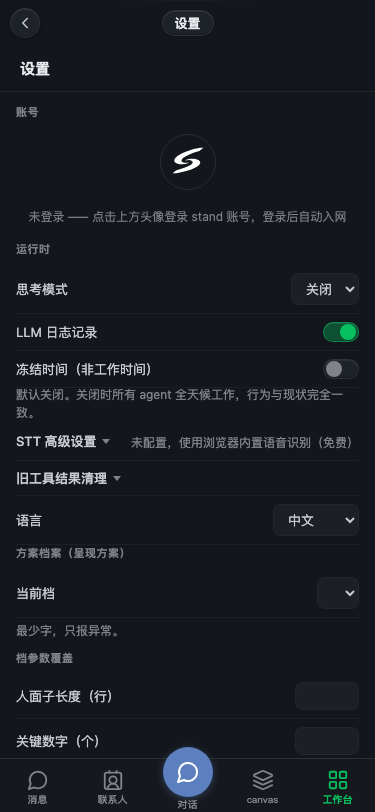 设置
设置
账号
未登录 —— 点击上方头像登录 stand 账号，登录后自动入网
运行时
思考模式
关闭
LLM 日志记录
冻结时间（非工作时间）
默认关闭。关闭时所有 agent 全天候工作，行为与现状完全一
致。
STT 高级设置
未配置，使用浏览器内置语音识别（免费）
旧工具结果清理
语言
中文
方案档案（呈现方案）
当前档
最少字，只报异常。
档参数覆盖
人面子长度（行）
关键数字（个）
消息
联系人
对话
canvas
工作台